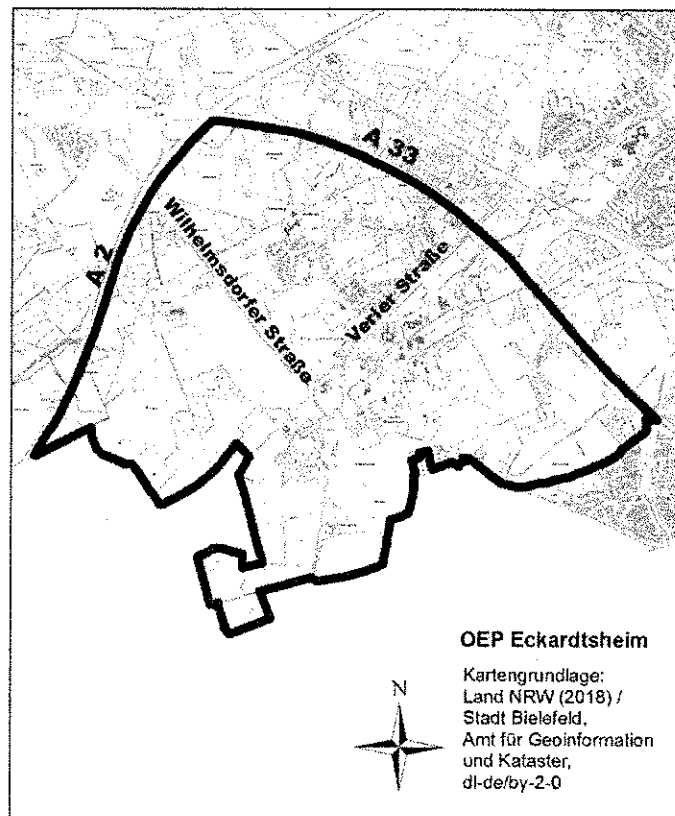 A 33
A 2
Wilhelmsdorfer Straße
Verler Straße
OEP Eckardtsheim
N
Kartengrundlage:
Land NRW (2018) /
Stadt Bielefeld,
Amt für Geoinformation
und Kataster,
dl-de/by-2-0